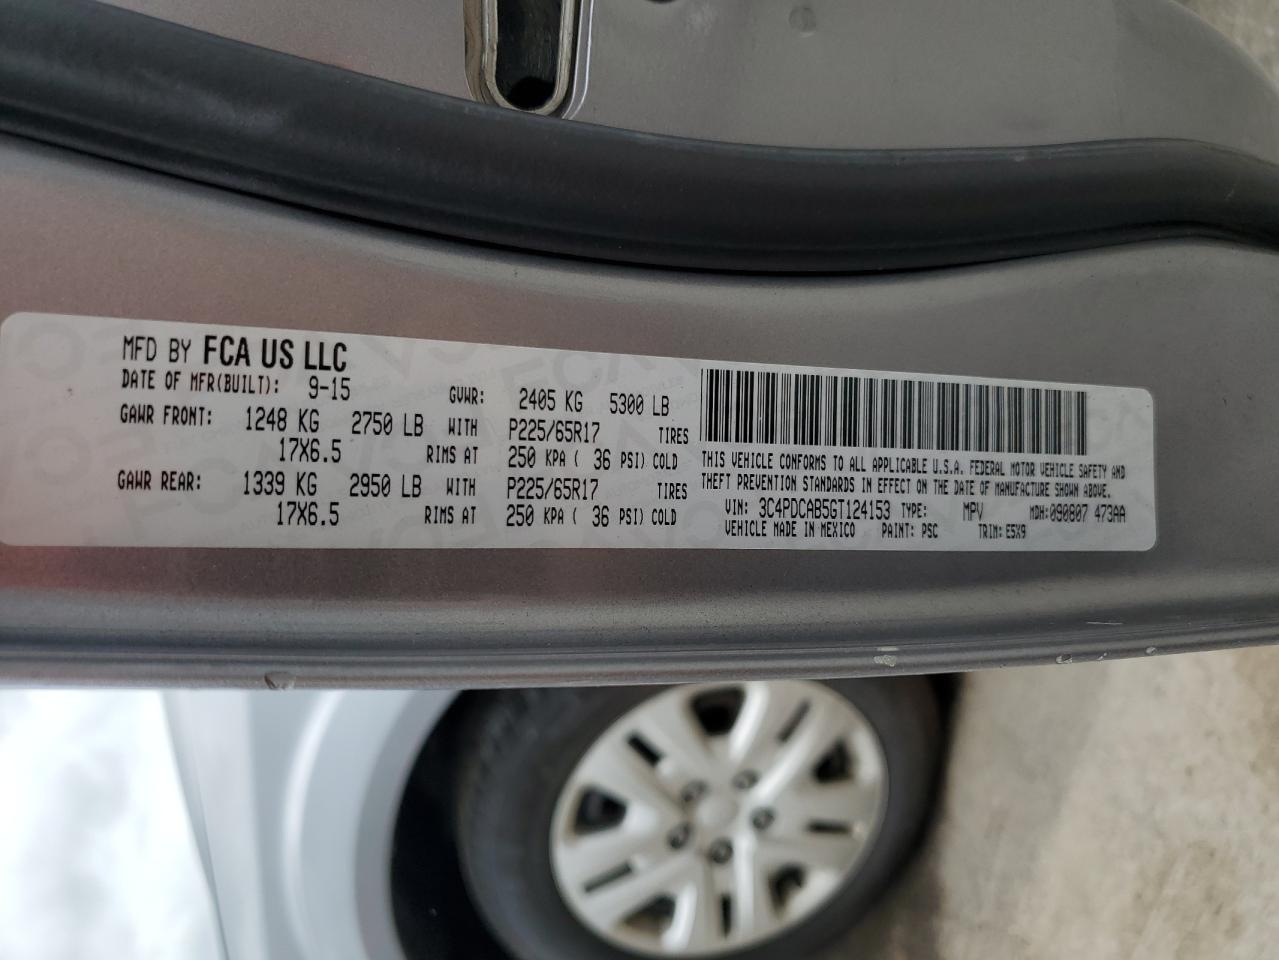 MFD BY FCA US LLC
DATE OF MFR(BUILT): 9-15 GVWR: 2405 KG 5300 LB
GAWR FRONT: 1248 KG 2750 LB WITH P225/65R17 TIRES
17X6.5 RIMS AT 250 KPA ( 36 PSI) COLD
GAWR REAR: 1339 KG 2950 LB WITH P225/65R17 TIRES
17X6.5 RIMS AT 250 KPA ( 36 PSI) COLD
THIS VEHICLE CONFORMS TO ALL APPLICABLE U.S.A. FEDERAL MOTOR VEHICLE SAFETY AND
THEFT PREVENTION STANDARDS IN EFFECT ON THE DATE OF MANUFACTURE SHOWN ABOVE.
VIN: 3C4PDCAB5GT124153 TYPE: MPV MDH: 090807 473AA
VEHICLE MADE IN MEXICO PAINT: PSC TRIM: E5X9